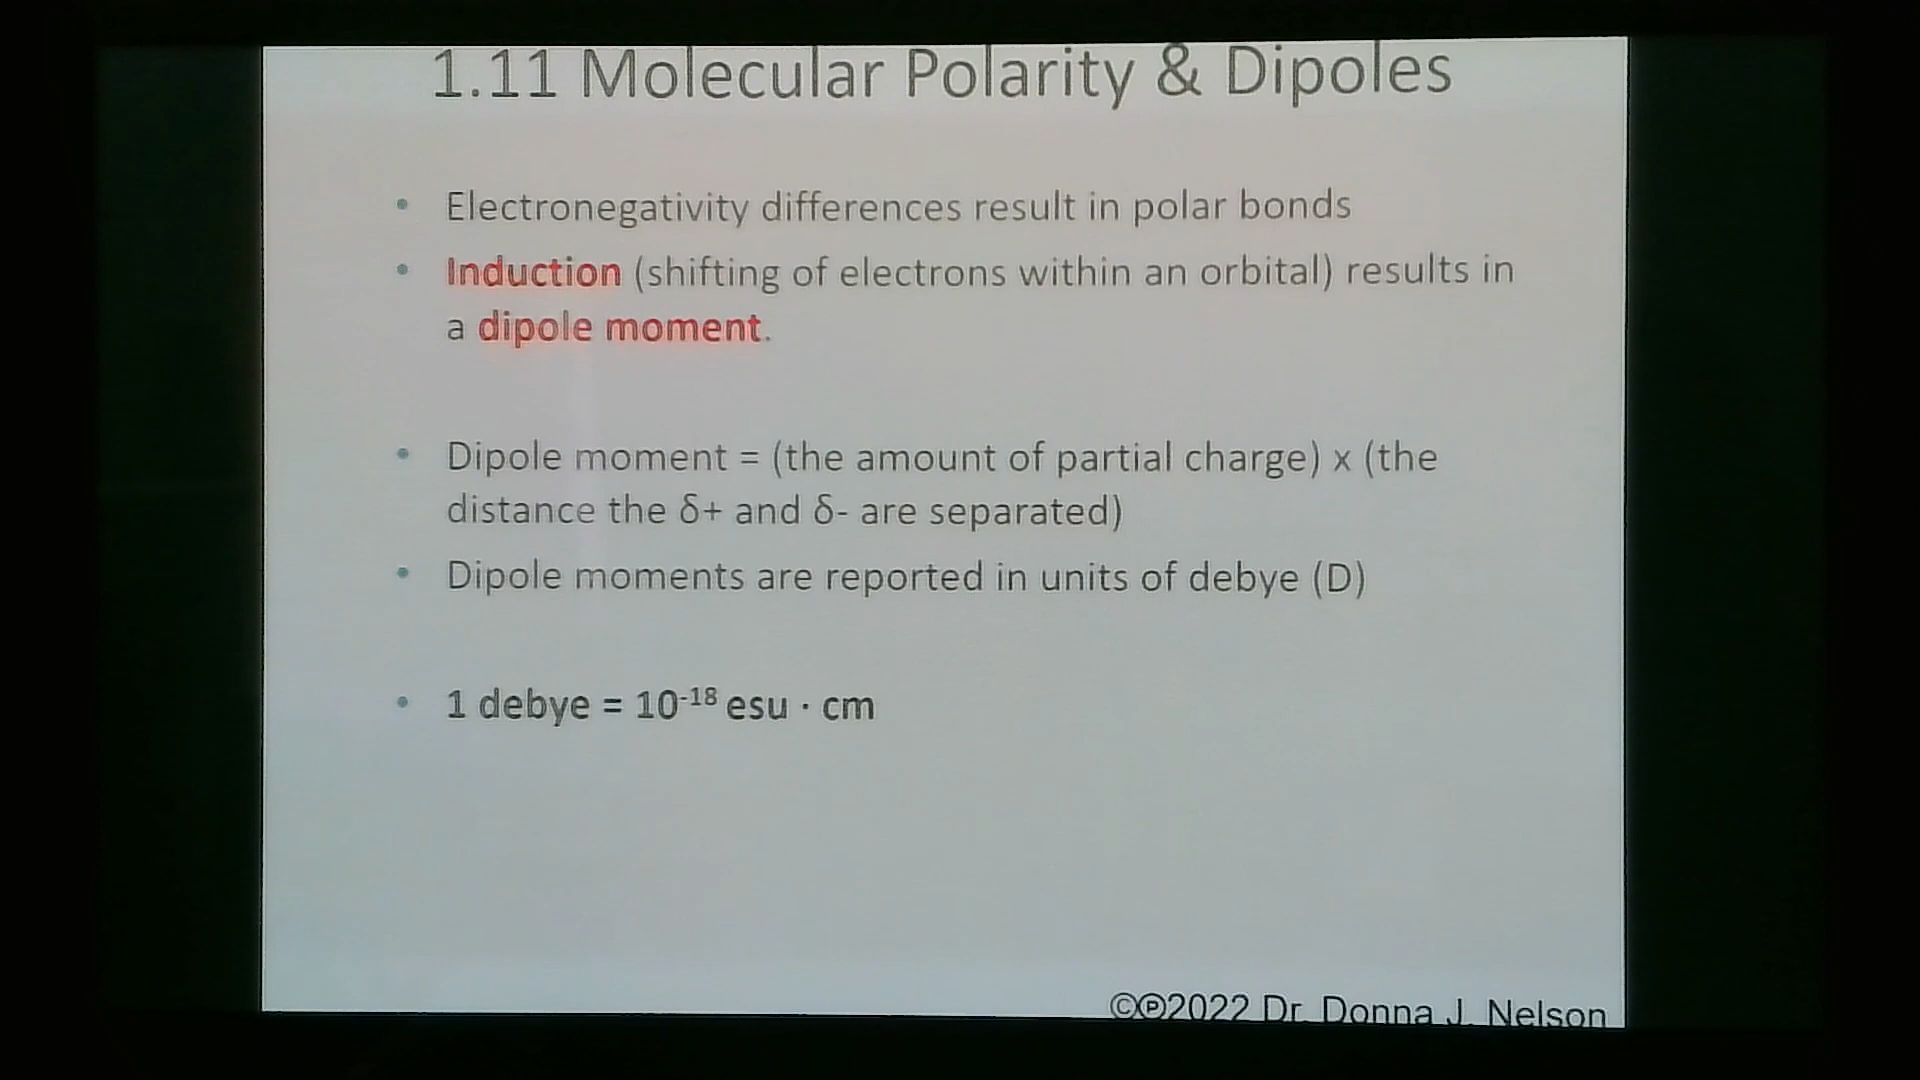 1.11 Molecular Polarity & Dipoles
• Electronegativity differences result in polar bonds
• Induction (shifting of electrons within an orbital) results in
a dipole moment.
• Dipole moment = (the amount of partial charge) x (the
distance the δ+ and δ- are separated)
• Dipole moments are reported in units of debye (D)
• 1 debye = 10⁻¹⁸ esu · cm
©℗2022 Dr. Donna J. Nelson